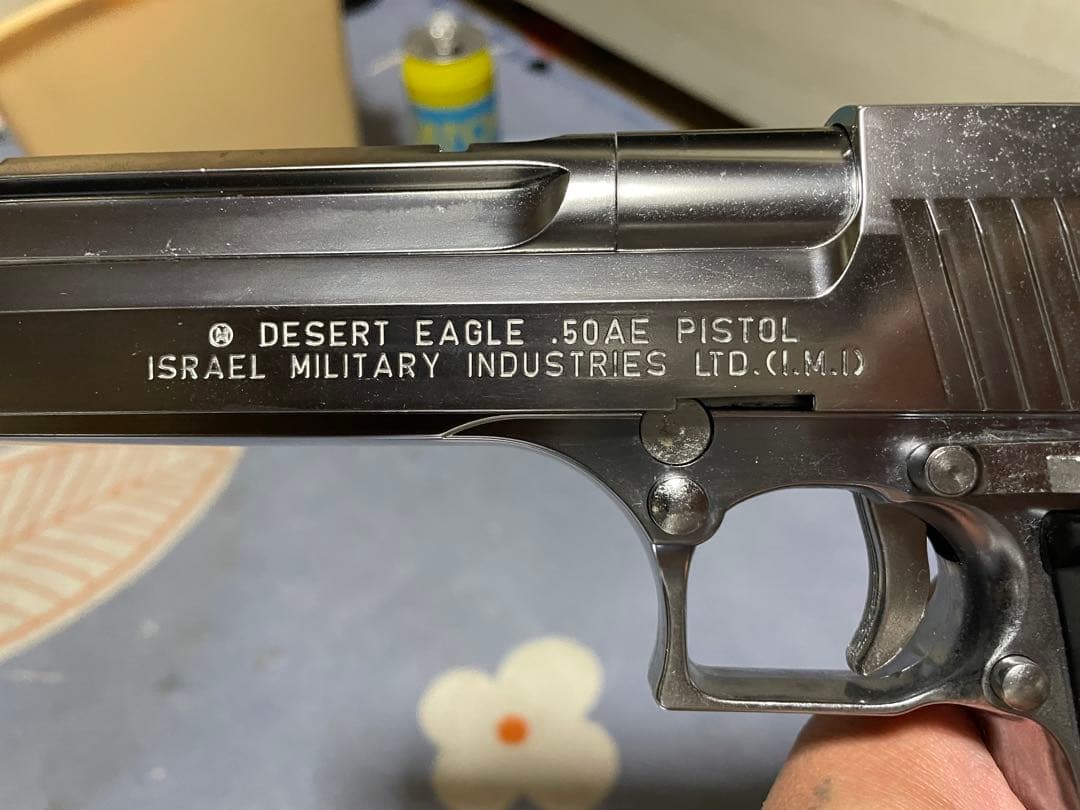 DESERT EAGLE .50AE PISTOL
ISRAEL MILITARY INDUSTRIES LTD.(I.M.I)